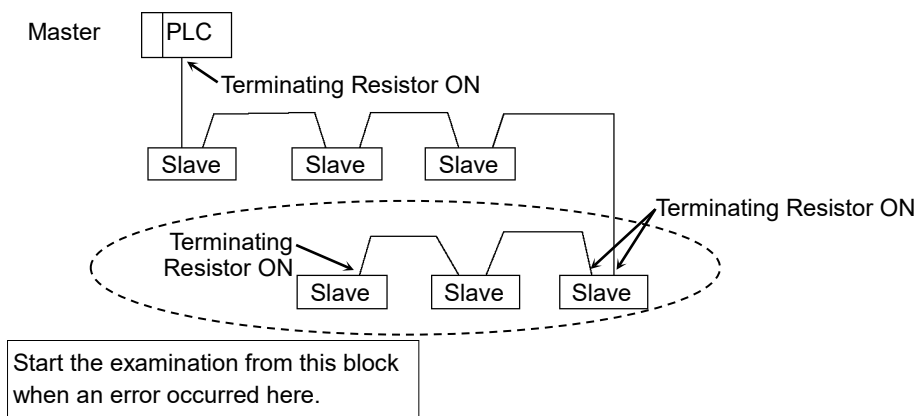 Master
PLC
Terminating Resistor ON
Slave
Slave
Slave
Terminating Resistor ON
Terminating
Resistor ON
Slave
Slave
Slave
Start the examination from this block
when an error occurred here.